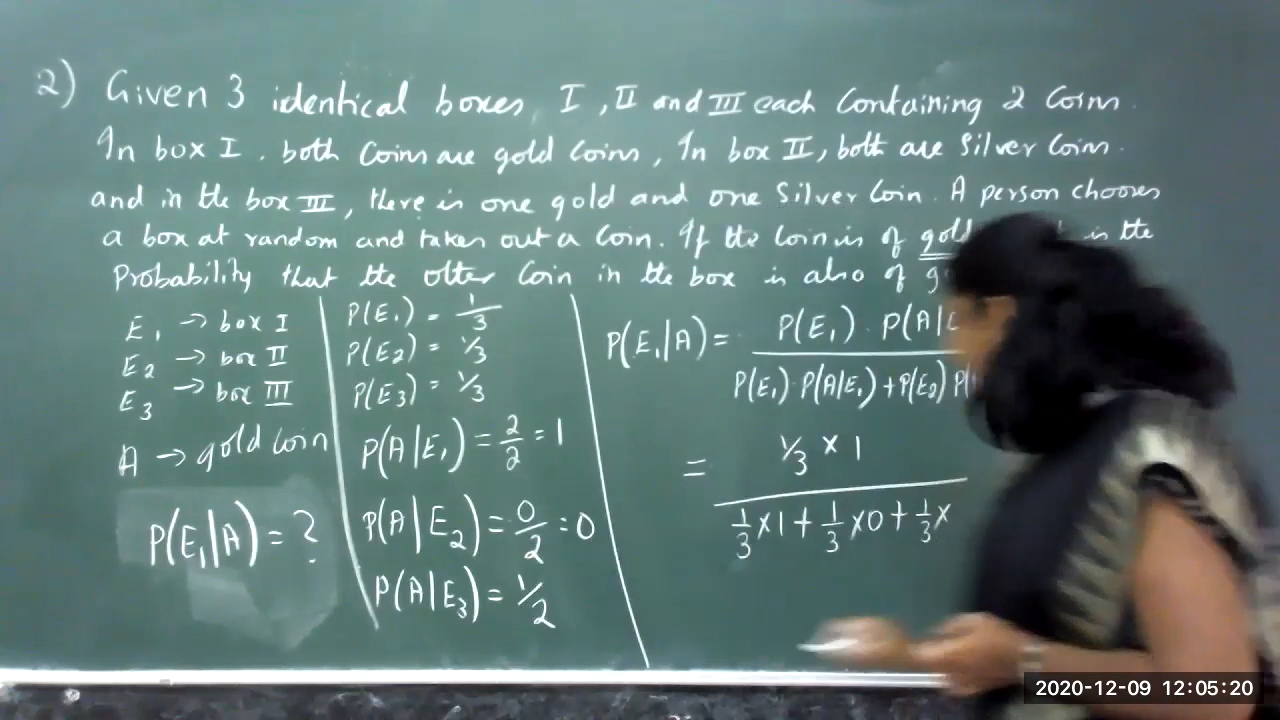 2) Given 3 identical boxes, I, II and III each Containing 2 Coins.
In box I, both Coins are gold Coins, In box II, both are Silver Coins.
and in the box III, there is one gold and one Silver Coin. A person chooses
a box at random and takes out a Coin. If the Coin is of gold is the
Probability that the other Coin in the box is also of
E₁ → box I
E₂ → box II
E₃ → box III
A → gold coin
P(E₁|A) = ?
P(E₁) = 1/3
P(E₂) = 1/3
P(E₃) = 1/3
P(A|E₁) = 2/2 = 1
P(A|E₂) = 0/2 = 0
P(A|E₃) = 1/2
P(E₁|A) =
P(E₁) · P(A|
P(E₁) · P(A|E₁) + P(E₂)
=
1/3 × 1
1/3 × 1 + 1/3 × 0 + 1/3 ×
2020-12-09 12:05:20